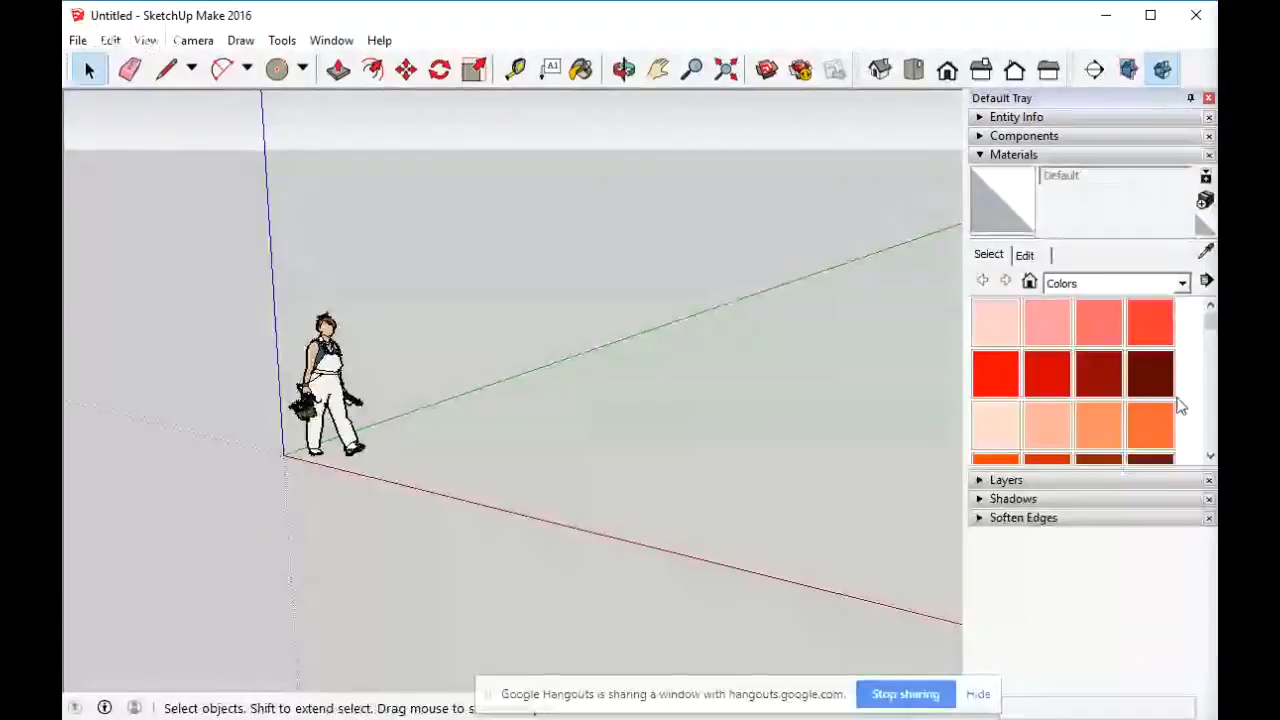 Untitled - SketchUp Make 2016
File Edit View Camera Draw Tools Window Help
A1
Default Tray
Entity Info
Components
Materials
Default
Select Edit
Colors
Layers
Shadows
Soften Edges
Google Hangouts is sharing a window with hangouts.google.com. Stop sharing Hide
Select objects. Shift to extend select. Drag mouse to